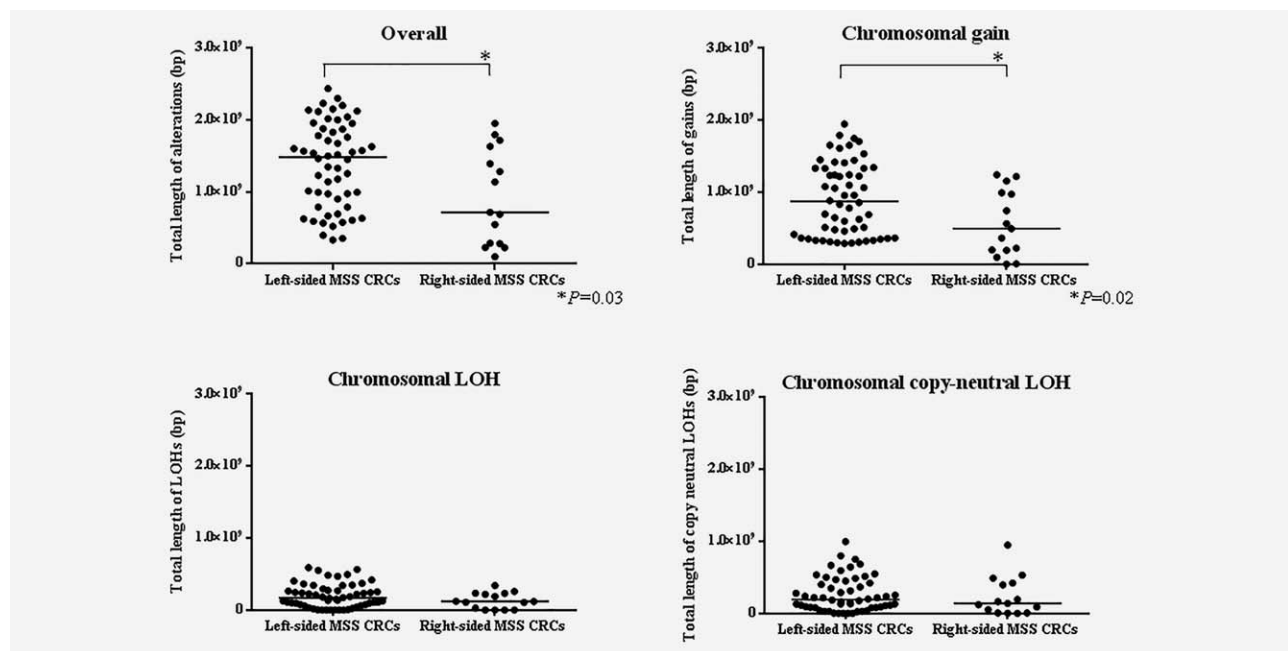 Overall
Total length of alterations (bp)
3.0×10⁹
2.0×10⁹
1.0×10⁹
0
*
Left-sided MSS CRCs Right-sided MSS CRCs
*P=0.03
Chromosomal gain
Total length of gains (bp)
3.0×10⁹
2.0×10⁹
1.0×10⁹
0
*
Left-sided MSS CRCs Right-sided MSS CRCs
*P=0.02
Chromosomal LOH
Total length of LOHs (bp)
3.0×10⁹
2.0×10⁹
1.0×10⁹
0
Left-sided MSS CRCs Right-sided MSS CRCs
Chromosomal copy-neutral LOH
Total length of copy neutral LOHs (bp)
3.0×10⁹
2.0×10⁹
1.0×10⁹
0
Left-sided MSS CRCs Right-sided MSS CRCs